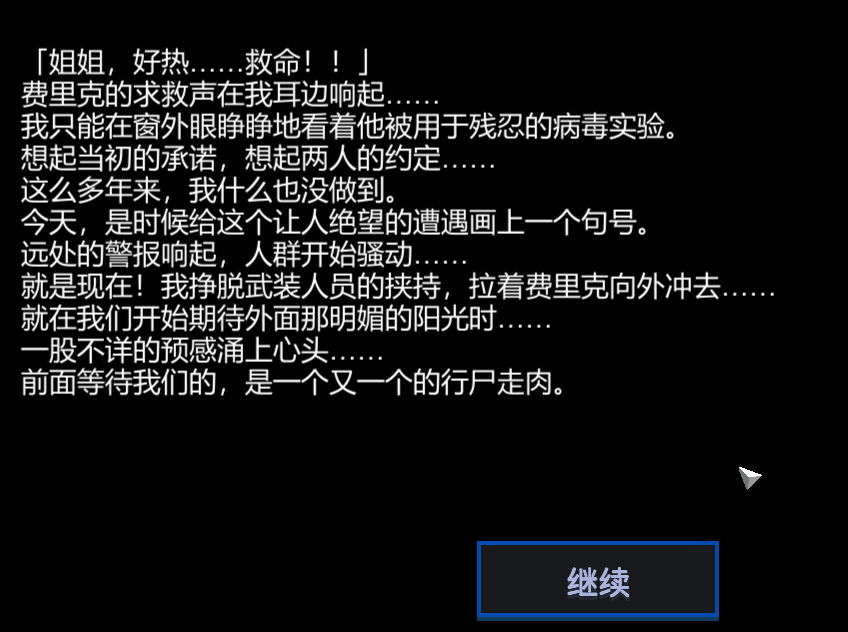 「姐姐，好热……救命！！」
费里克的求救声在我耳边响起……
我只能在窗外眼睁睁地看着他被用于残忍的病毒实验。
想起当初的承诺，想起两人的约定……
这么多年来，我什么也没做到。
今天，是时候给这个让人绝望的遭遇画上一个句号。
远处的警报响起，人群开始骚动……
就是现在！我挣脱武装人员的挟持，拉着费里克向外冲去……
就在我们开始期待外面那明媚的阳光时……
一股不详的预感涌上心头……
前面等待我们的，是一个又一个的行尸走肉。
继续